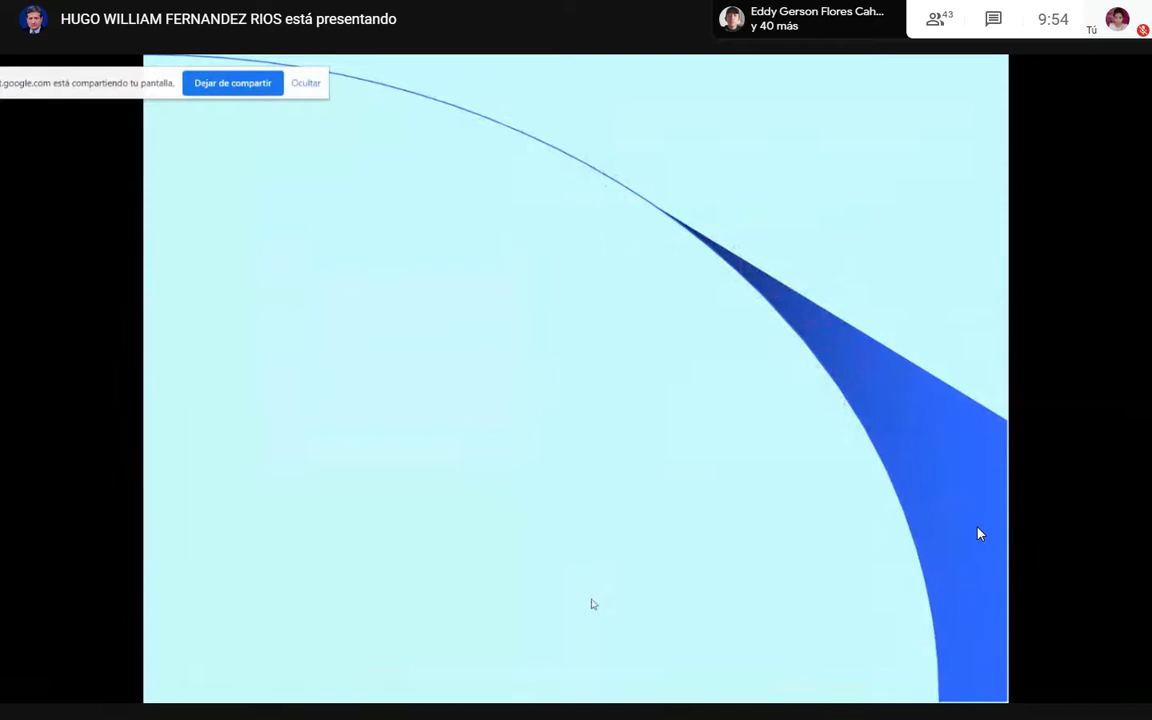 HUGO WILLIAM FERNANDEZ RIOS está presentando
Eddy Gerson Flores Cah...
y 40 más
43
9:54
Tú
t.google.com está compartiendo tu pantalla.
Dejar de compartir
Ocultar